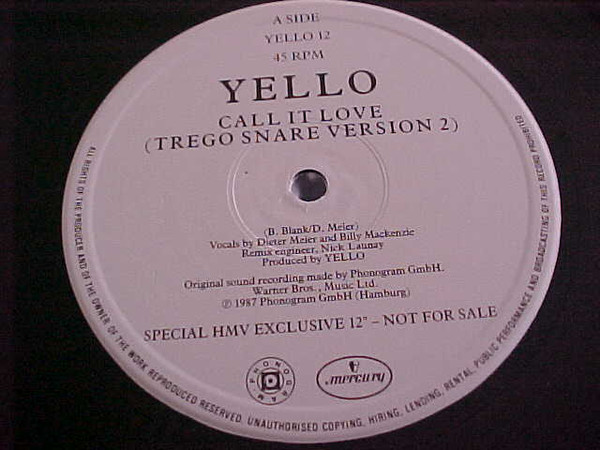 A SIDE
YELLO 12
45 RPM
YELLO
CALL IT LOVE
(TREGO SNARE VERSION 2)
(B. Blank/D. Meier)
Vocals by Dieter Meier and Billy Mackenzie
Remix engineer, Nick Launay
Produced by YELLO
Original sound recording made by Phonogram GmbH.
Warner Bros., Music Ltd.
℗ 1987 Phonogram GmbH (Hamburg)
SPECIAL HMV EXCLUSIVE 12" – NOT FOR SALE
PHONOGRAM
mercury
ALL RIGHTS OF THE PRODUCER AND OF THE OWNER OF THE WORK REPRODUCED RESERVED. UNAUTHORISED COPYING, HIRING, LENDING, RENTAL, PUBLIC PERFORMANCE AND BROADCASTING OF THIS RECORD PROHIBITED